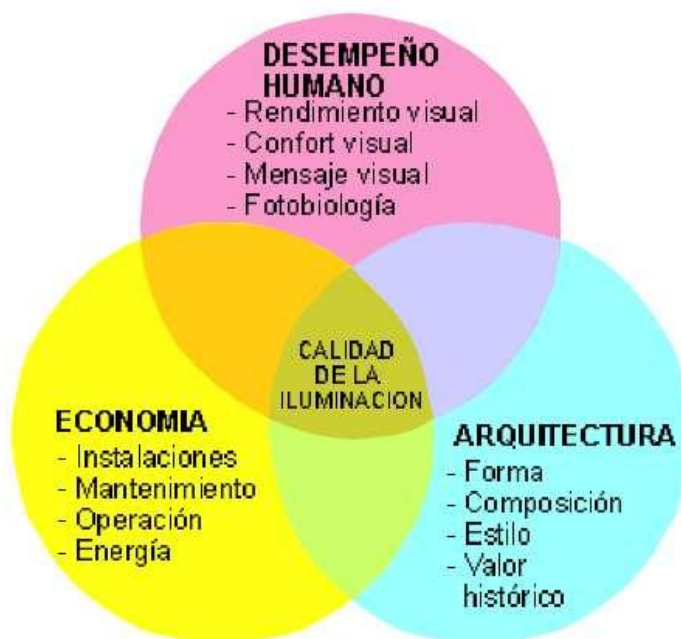 DESEMPEÑO
HUMANO
- Rendimiento visual
- Confort visual
- Mensaje visual
- Fotobiología
CALIDAD
DE LA
ILUMINACION
ECONOMIA
- Instalaciones
- Mantenimiento
- Operación
- Energía
ARQUITECTURA
- Forma
- Composición
- Estilo
- Valor
histórico